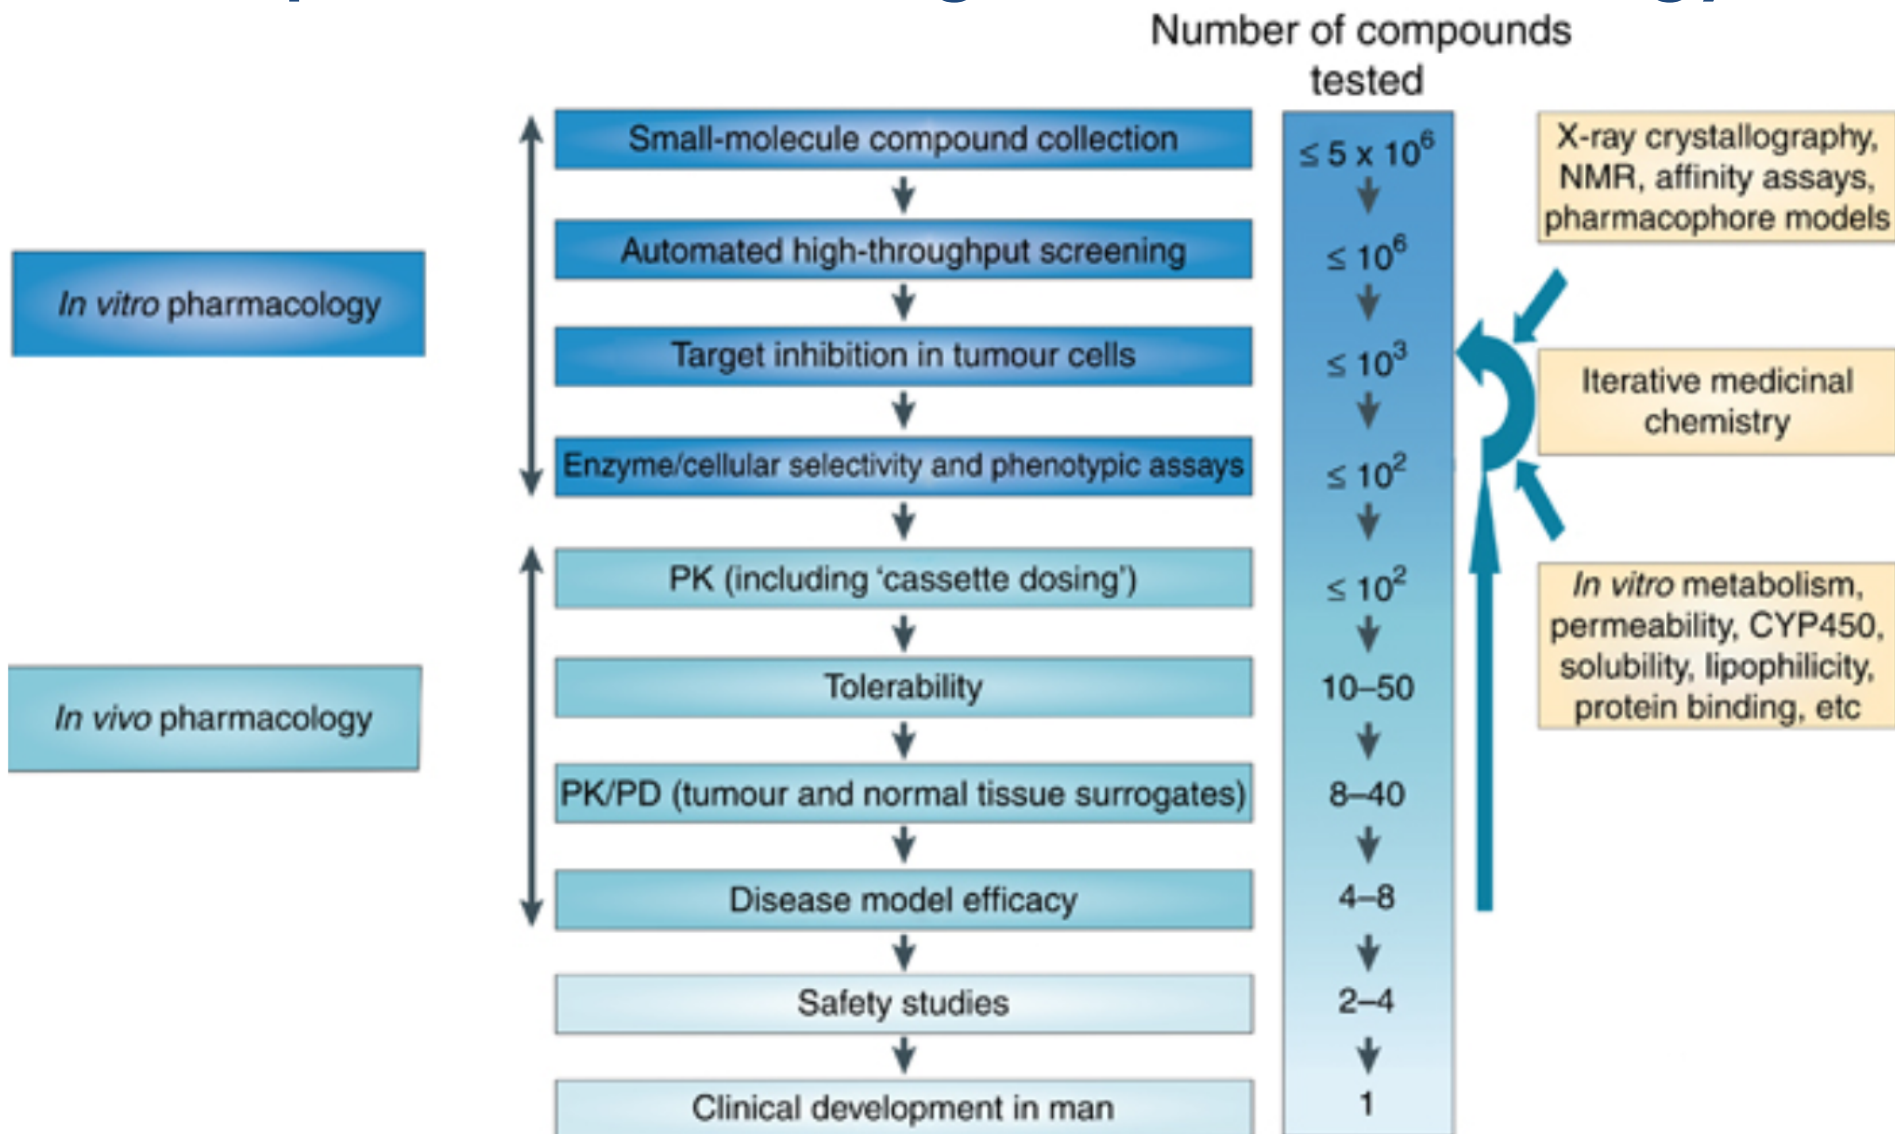 Number of compounds
tested
Small-molecule compound collection
≤ 5 x 10⁶
X-ray crystallography,
NMR, affinity assays,
pharmacophore models
Automated high-throughput screening
≤ 10⁶
In vitro pharmacology
Target inhibition in tumour cells
≤ 10³
Iterative medicinal
chemistry
Enzyme/cellular selectivity and phenotypic assays
≤ 10²
PK (including ‘cassette dosing’)
≤ 10²
In vitro metabolism,
permeability, CYP450,
solubility, lipophilicity,
protein binding, etc
Tolerability
10–50
In vivo pharmacology
PK/PD (tumour and normal tissue surrogates)
8–40
Disease model efficacy
4–8
Safety studies
2–4
Clinical development in man
1